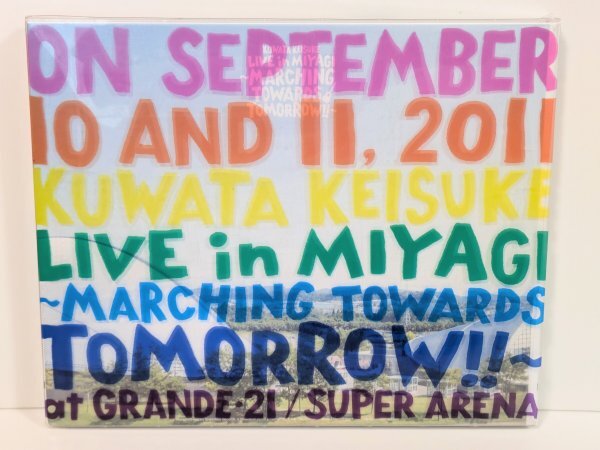 ON SEPTEMBER
10 AND 11, 2011
KUWATA KEISUKE
LIVE in MIYAGI
~MARCHING TOWARDS
TOMORROW!!~
at GRANDE•21/SUPER ARENA
KUWATA KEISUKE
LIVE in MIYAGI
~MARCHING
TOWARDS
TOMORROW!!~